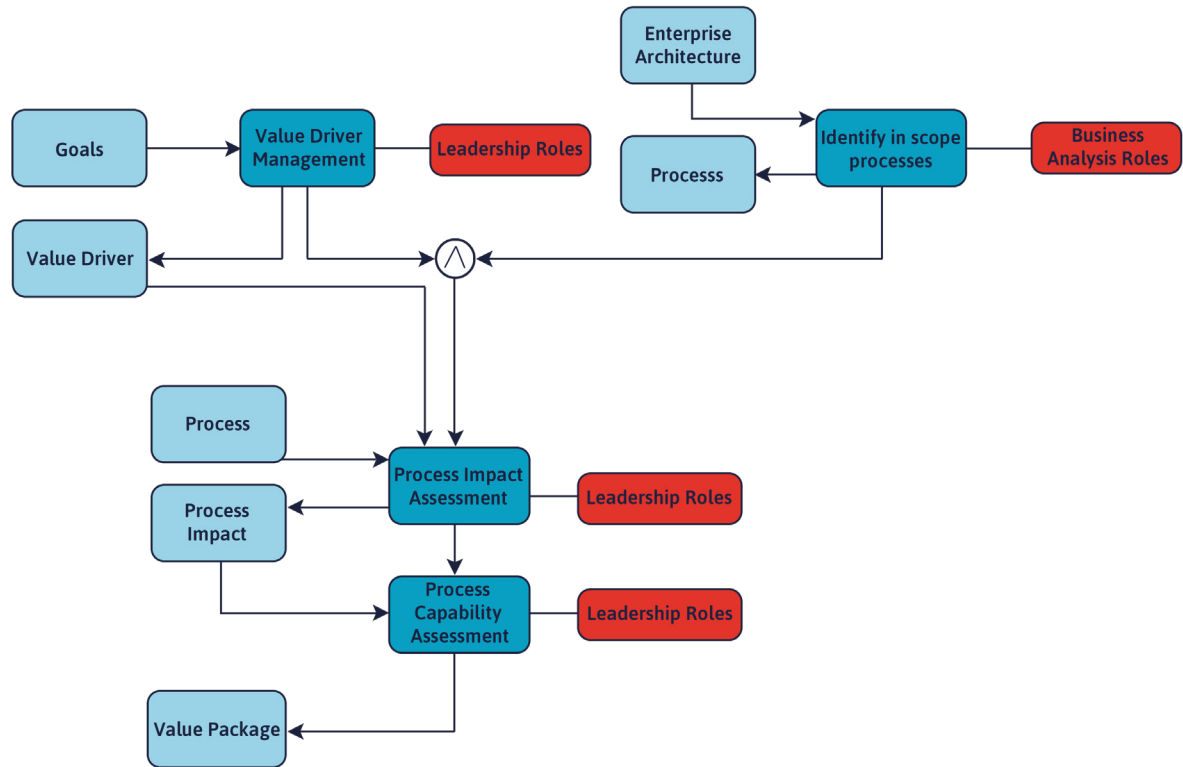 Enterprise
Architecture
Goals
Value Driver
Management
Leadership Roles
Identify in scope
processes
Business
Analysis Roles
Processs
Value Driver
Process
Process Impact
Assessment
Leadership Roles
Process
Impact
Process
Capability
Assessment
Leadership Roles
Value Package